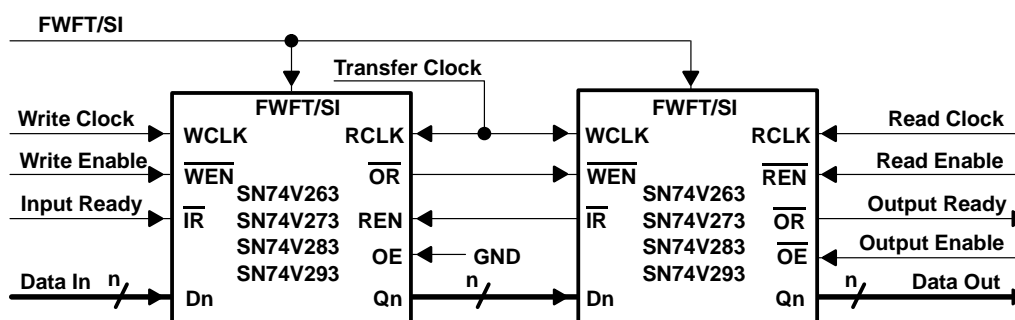 FWFT/SI
Transfer Clock
FWFT/SI
FWFT/SI
Write Clock
WCLK
RCLK
WCLK
RCLK
Read Clock
Write Enable
WEN
OR
WEN
REN
Read Enable
SN74V263
SN74V263
Input Ready
IR
SN74V273
REN
IR
SN74V273
OR
Output Ready
SN74V283
SN74V283
OE
GND
OE
Output Enable
SN74V293
SN74V293
Data In
n
Dn
Qn
n
Dn
Qn
n
Data Out